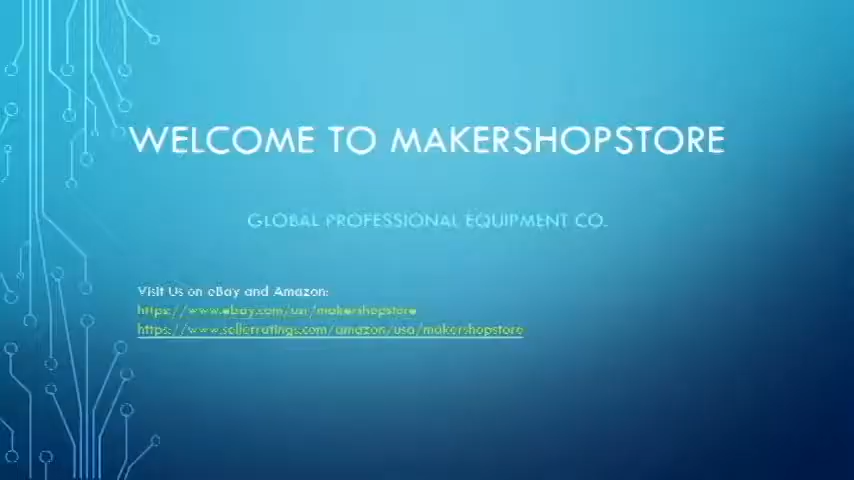 WELCOME TO MAKERSHOPSTORE
GLOBAL PROFESSIONAL EQUIPMENT CO.
Visit Us on eBay and Amazon:
https://www.ebay.com/usr/makershopstore
https://www.sellerratings.com/amazon/usa/makershopstore